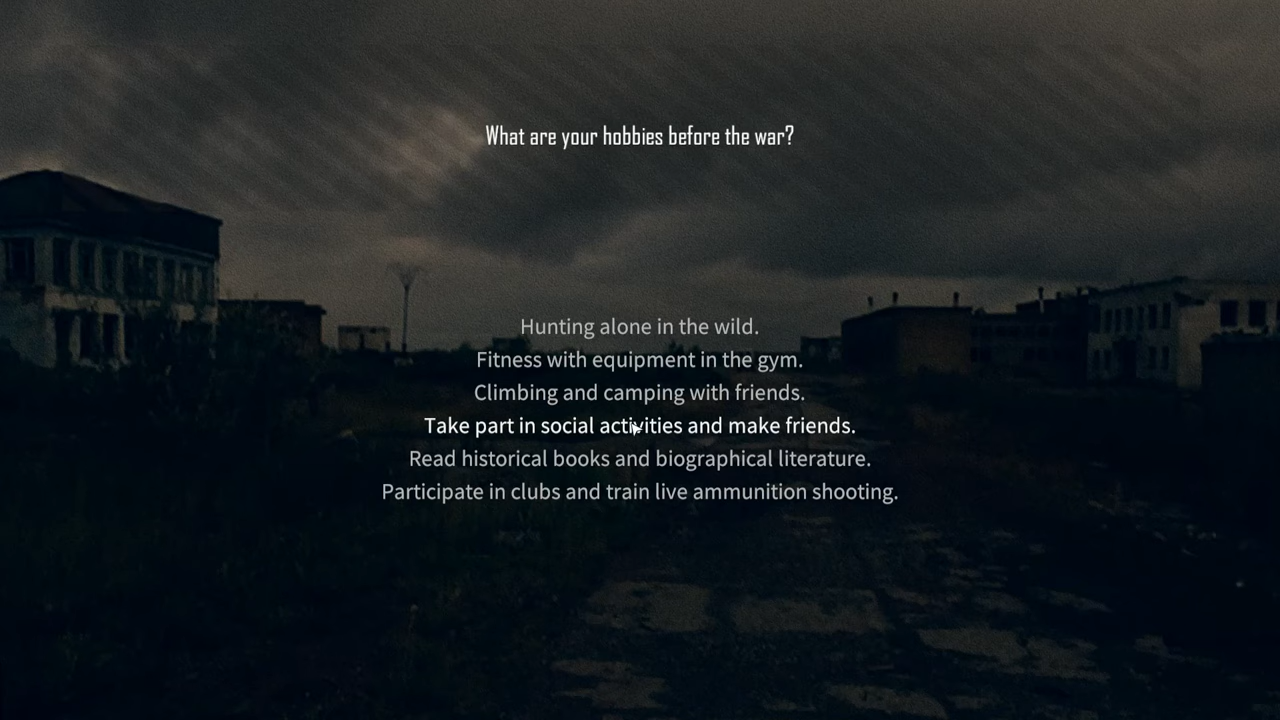 What are your hobbies before the war?
Hunting alone in the wild.
Fitness with equipment in the gym.
Climbing and camping with friends.
Take part in social activities and make friends.
Read historical books and biographical literature.
Participate in clubs and train live ammunition shooting.